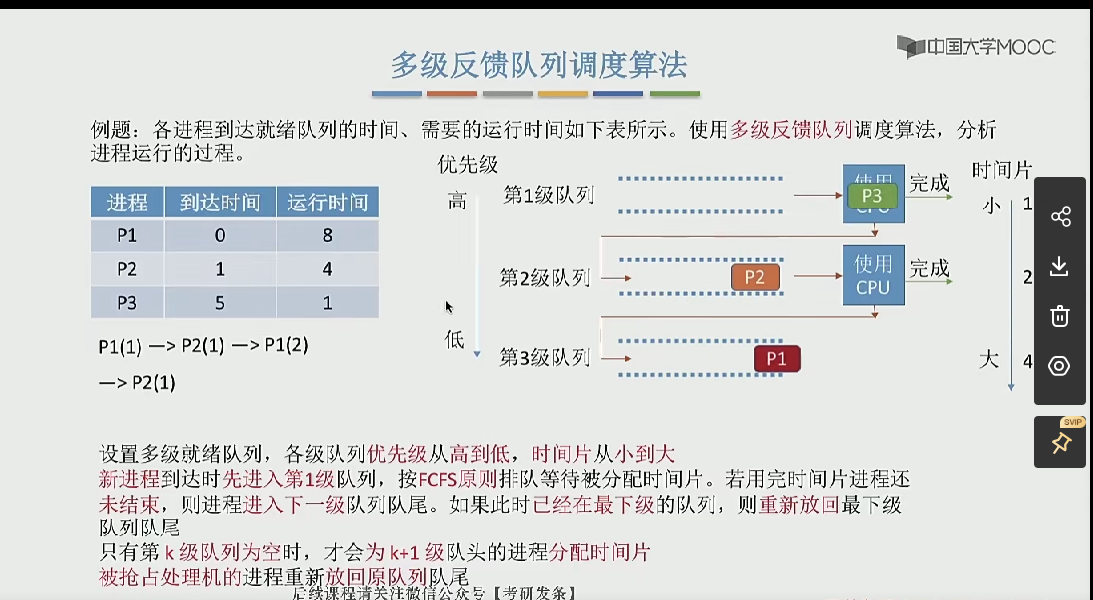 中国大学MOOC
多级反馈队列调度算法
例题：各进程到达就绪队列的时间、需要的运行时间如下表所示。使用多级反馈队列调度算法，分析
进程运行的过程。
进程 到达时间 运行时间
P1 0 8
P2 1 4
P3 5 1
P1(1) —> P2(1) —> P1(2)
—> P2(1)
优先级
高
低
第1级队列
使用
CPU
P3
完成
第2级队列
P2
使用
CPU
完成
第3级队列
P1
时间片
小 1
2
大 4
SVIP
设置多级就绪队列，各级队列优先级从高到低，时间片从小到大
新进程到达时先进入第1级队列，按FCFS原则排队等待被分配时间片。若用完时间片进程还
未结束，则进程进入下一级队列队尾。如果此时已经在最下级的队列，则重新放回最下级
队列队尾
只有第 k 级队列为空时，才会为 k+1 级队头的进程分配时间片
被抢占处理机的进程重新放回原队列队尾
后续课程请关注微信公众号【考研发条】